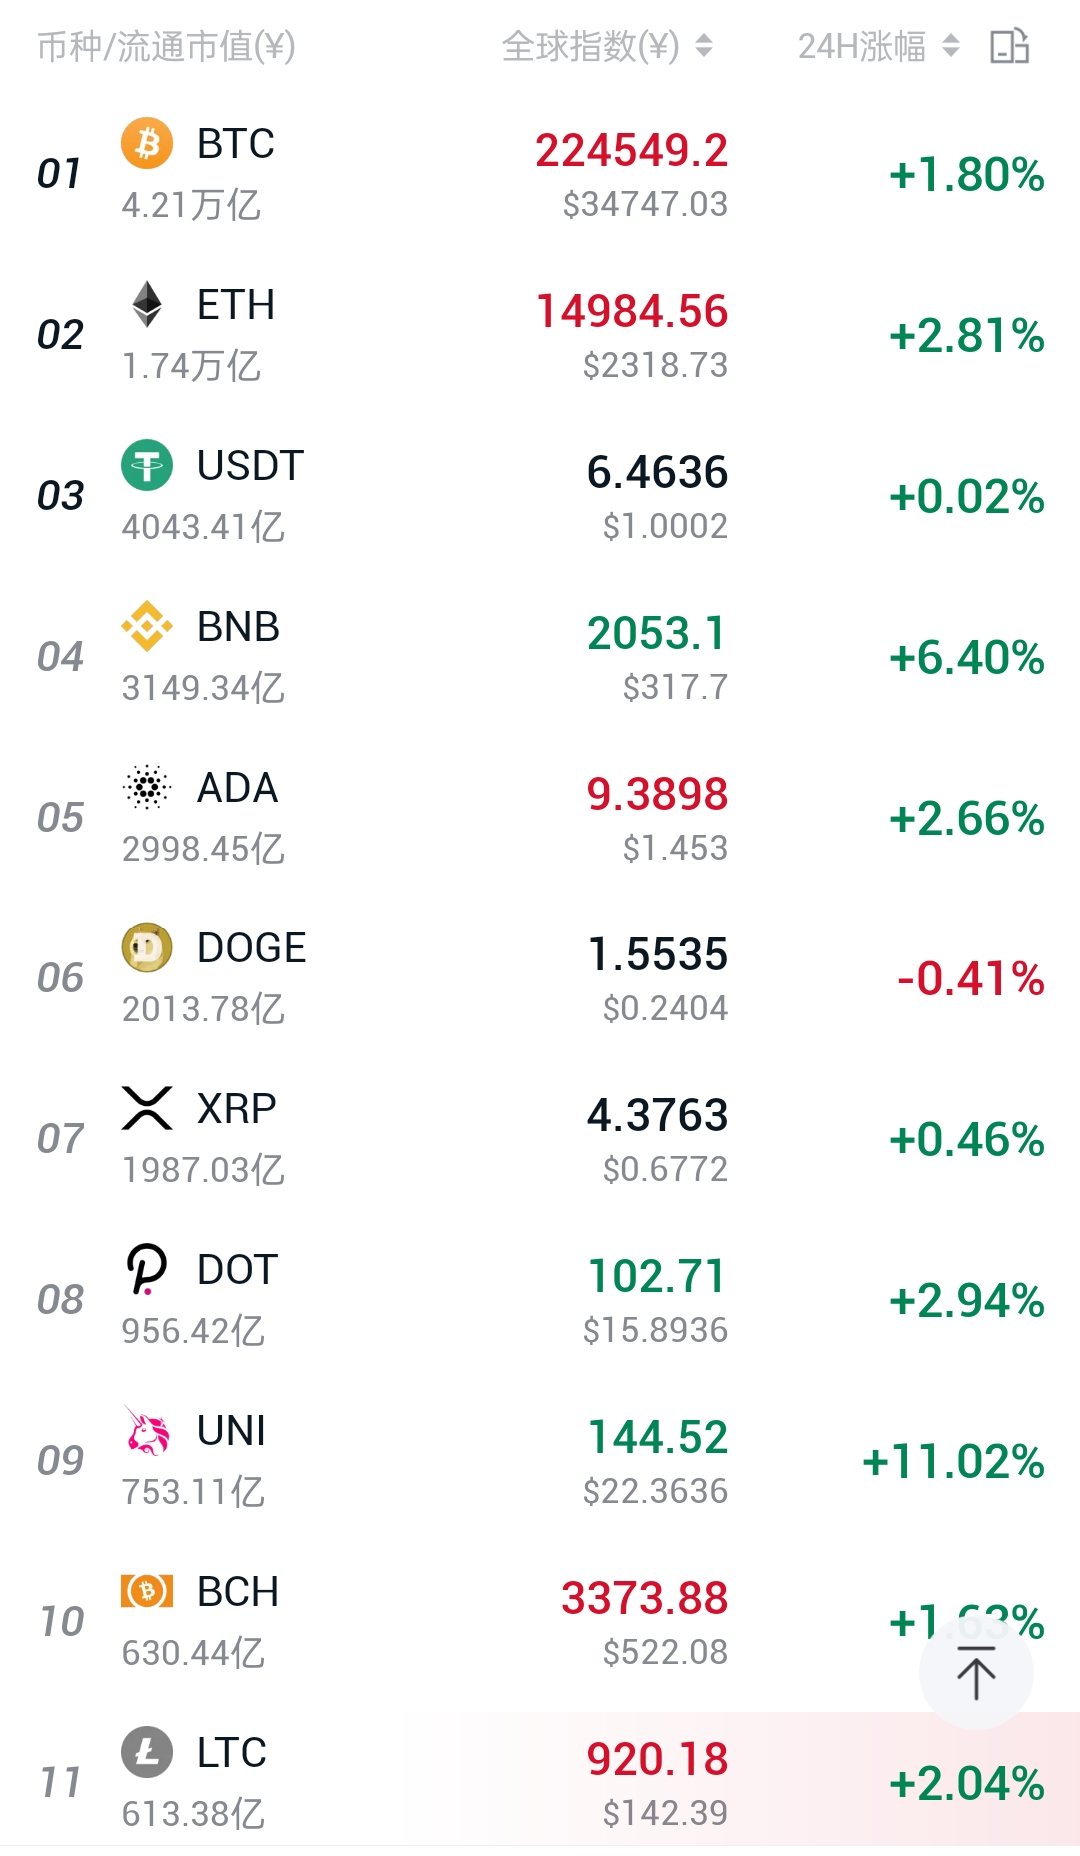 币种/流通市值(¥) 全球指数(¥) 24H涨幅
01 BTC 224549.2 +1.80%
4.21万亿 $34747.03
02 ETH 14984.56 +2.81%
1.74万亿 $2318.73
03 USDT 6.4636 +0.02%
4043.41亿 $1.0002
04 BNB 2053.1 +6.40%
3149.34亿 $317.7
05 ADA 9.3898 +2.66%
2998.45亿 $1.453
06 DOGE 1.5535 -0.41%
2013.78亿 $0.2404
07 XRP 4.3763 +0.46%
1987.03亿 $0.6772
08 DOT 102.71 +2.94%
956.42亿 $15.8936
09 UNI 144.52 +11.02%
753.11亿 $22.3636
10 BCH 3373.88 +1.63%
630.44亿 $522.08
11 LTC 920.18 +2.04%
613.38亿 $142.39